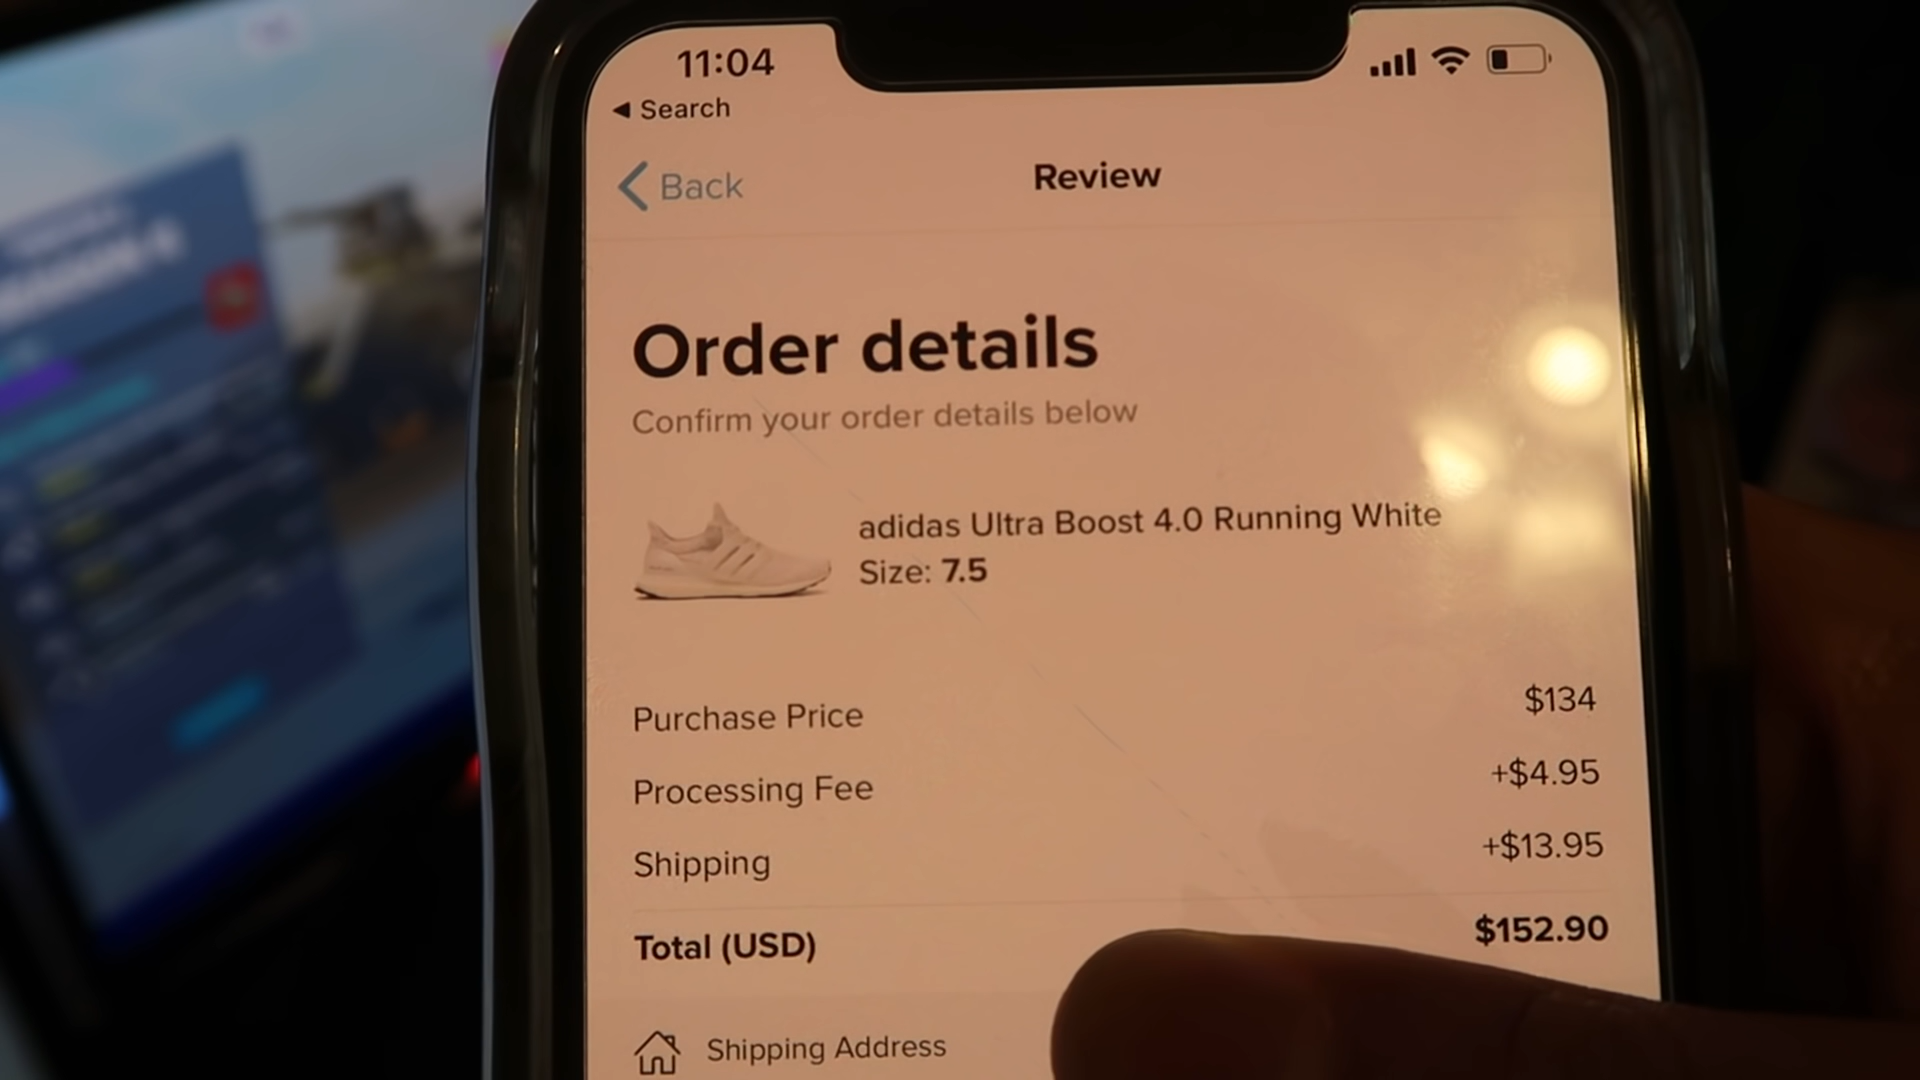 11:04
◀ Search
Back
Review
Order details
Confirm your order details below
adidas Ultra Boost 4.0 Running White
Size: 7.5
Purchase Price $134
Processing Fee +$4.95
Shipping +$13.95
Total (USD) $152.90
Shipping Address